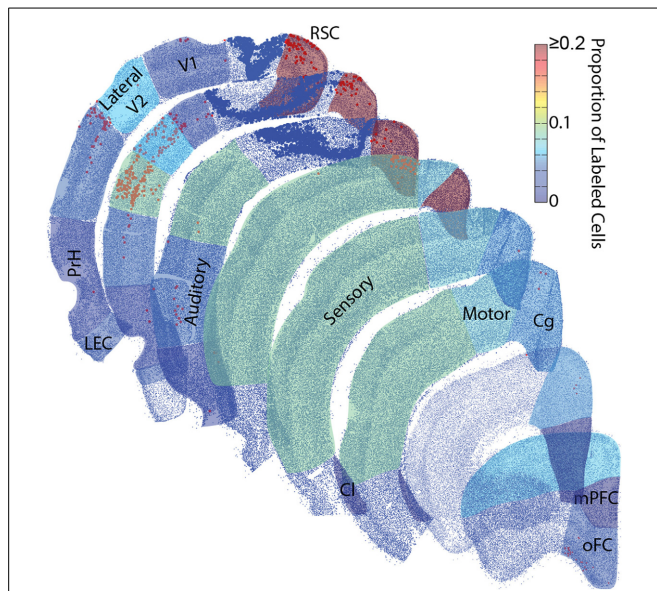 RSC
V1
Lateral
V2
≥0.2
0.1
0
Proportion of Labeled Cells
PrH
LEC
Auditory
Sensory
Motor
Cg
Cl
mPFC
oFC